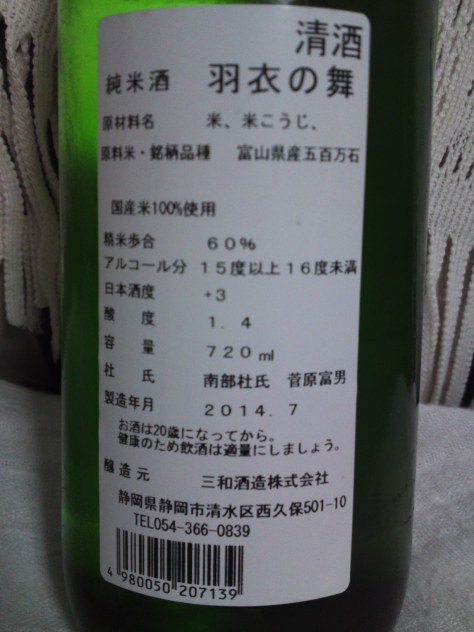 清酒
純米酒 羽衣の舞
原材料名 米、米こうじ、
原料米・銘柄品種 富山県産五百万石
国産米100%使用
精米歩合 60%
アルコール分 15度以上16度未満
日本酒度 +3
酸度 1.4
容量 720ml
杜氏 南部杜氏 菅原富男
製造年月 2014.7
お酒は20歳になってから。
健康のため飲酒は適量にしましょう。
醸造元 三和酒造株式会社
静岡県静岡市清水区西久保501-10
TEL054-366-0839
4 980050 207139